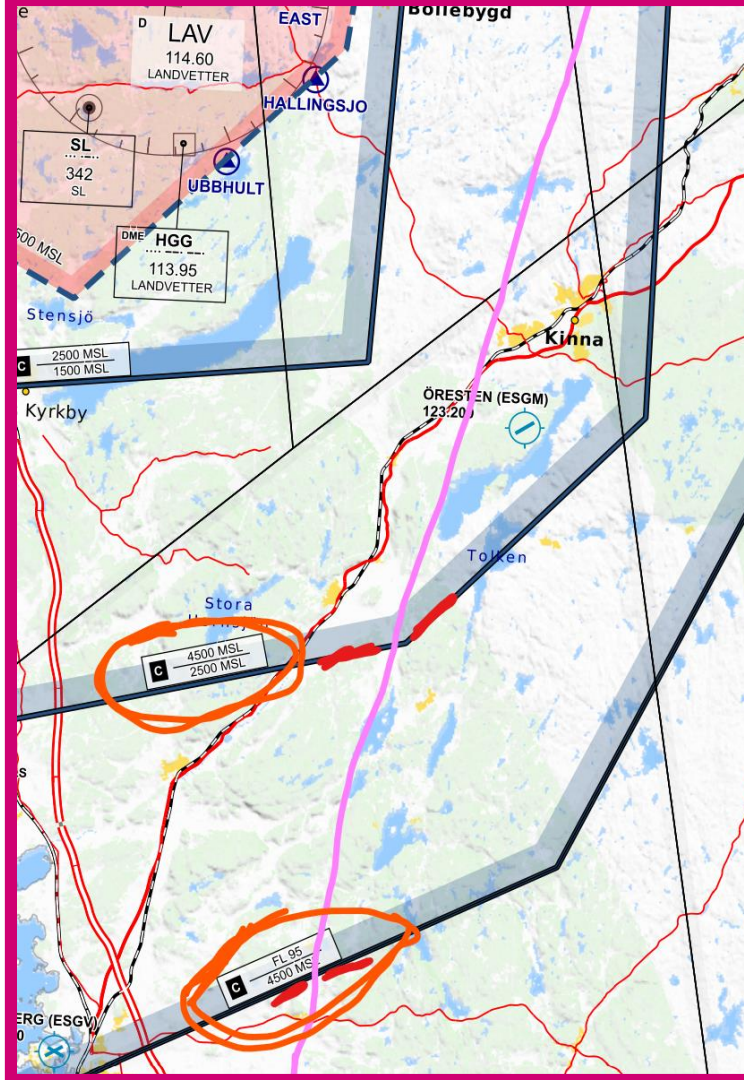 e
D LAV
114.60
LANDVETTER
EAST
Bollebygd
HALLINGSJO
SL
342
SL
UBBHULT
DME HGG
113.95
LANDVETTER
500 MSL
Stensjö
C 2500 MSL
1500 MSL
Kyrkby
Kinna
ÖRESTEN (ESGM)
123.20
Tolken
Stora
C 4500 MSL
2500 MSL
C FL 95
4500 MSL
ERG (ESGV)
0